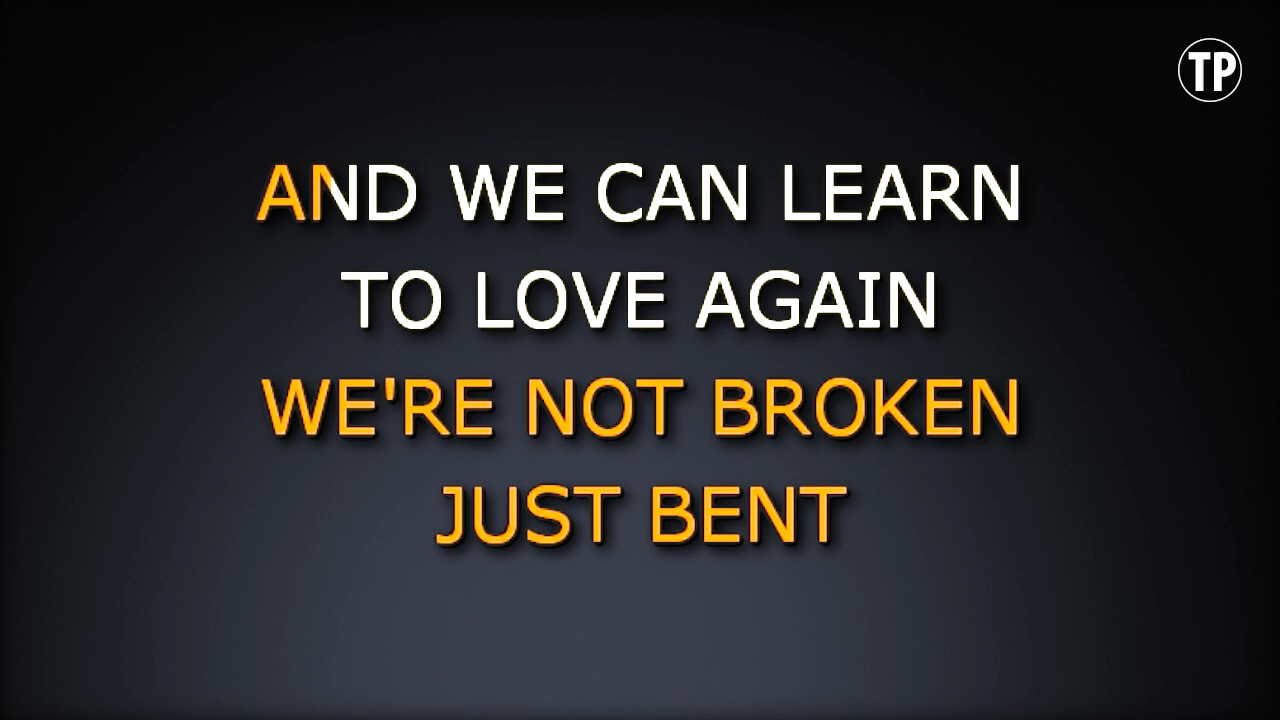 TP
AND WE CAN LEARN
TO LOVE AGAIN
WE'RE NOT BROKEN
JUST BENT